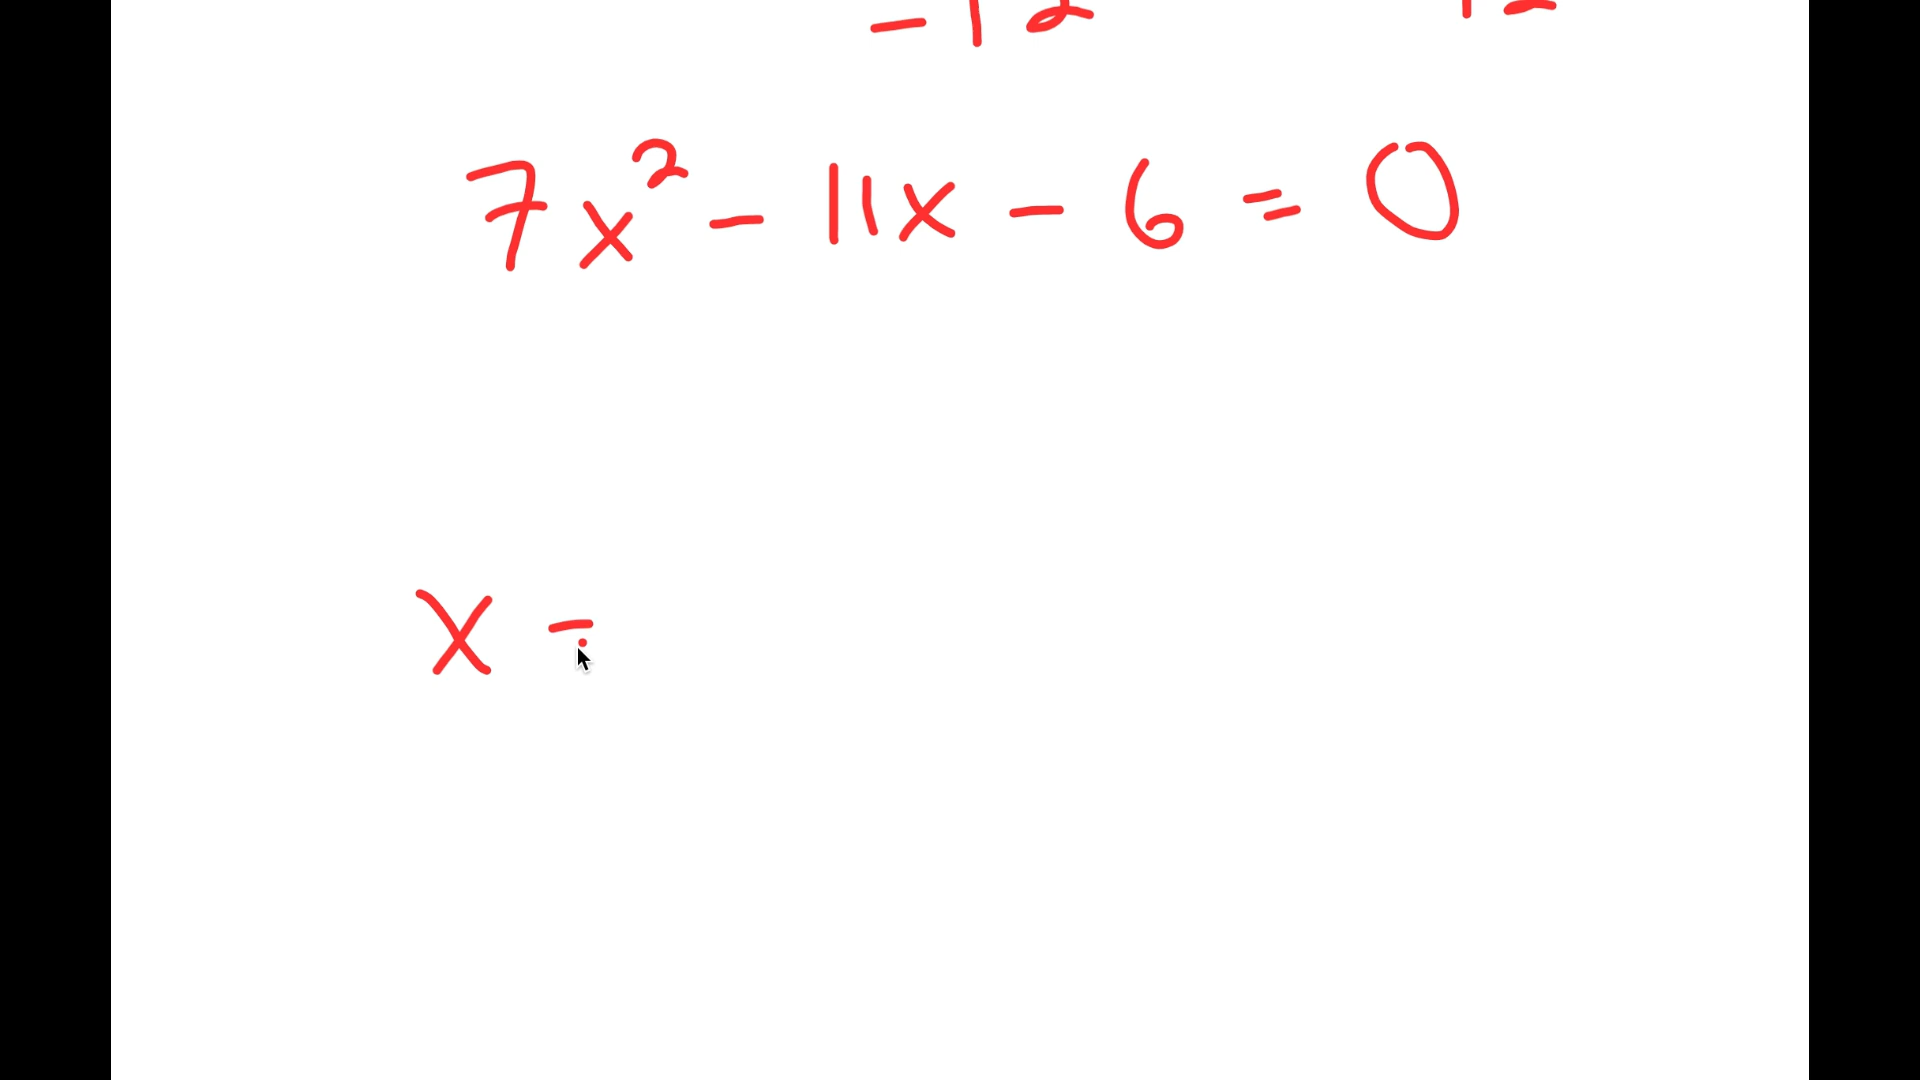 7x² - 11x - 6 = 0
x =